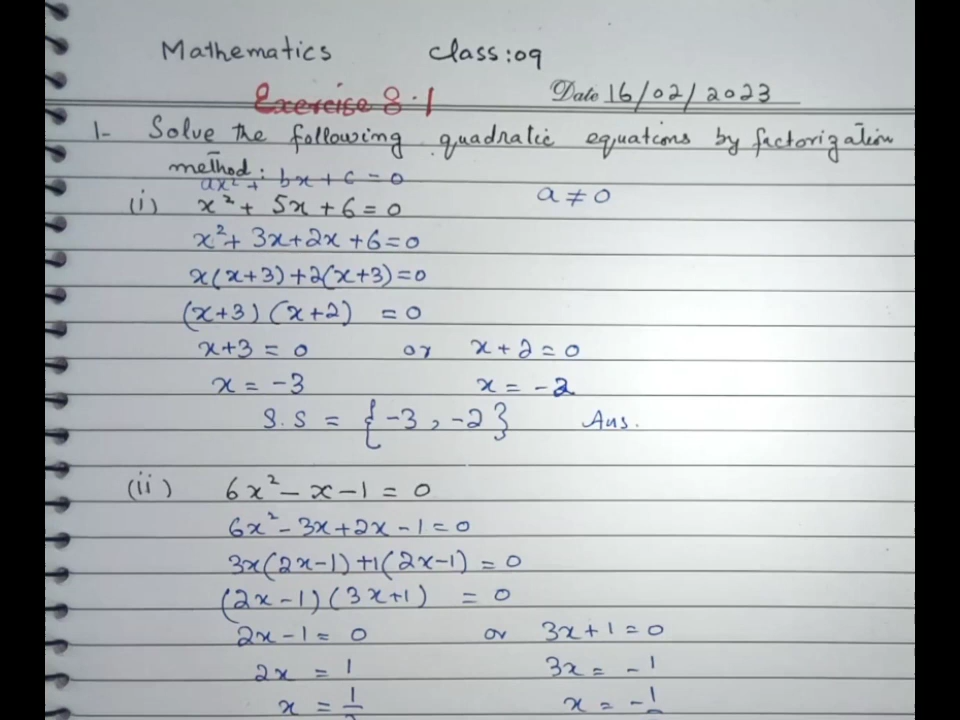 Mathematics Class:09
Exercise 8.1 Date 16/02/2023
1- Solve the following quadratic equations by factorization
method:
ax² + bx + c = 0 a ≠ 0
(i) x² + 5x + 6 = 0
x² + 3x + 2x + 6 = 0
x(x+3) + 2(x+3) = 0
(x+3) (x+2) = 0
x+3 = 0 or x+2 = 0
x = -3 x = -2
S.S = {-3, -2} Ans.
(ii) 6x² - x - 1 = 0
6x² - 3x + 2x - 1 = 0
3x(2x-1) + 1(2x-1) = 0
(2x-1)(3x+1) = 0
2x-1 = 0 or 3x+1 = 0
2x = 1 3x = -1
x = 1/ x = -1/